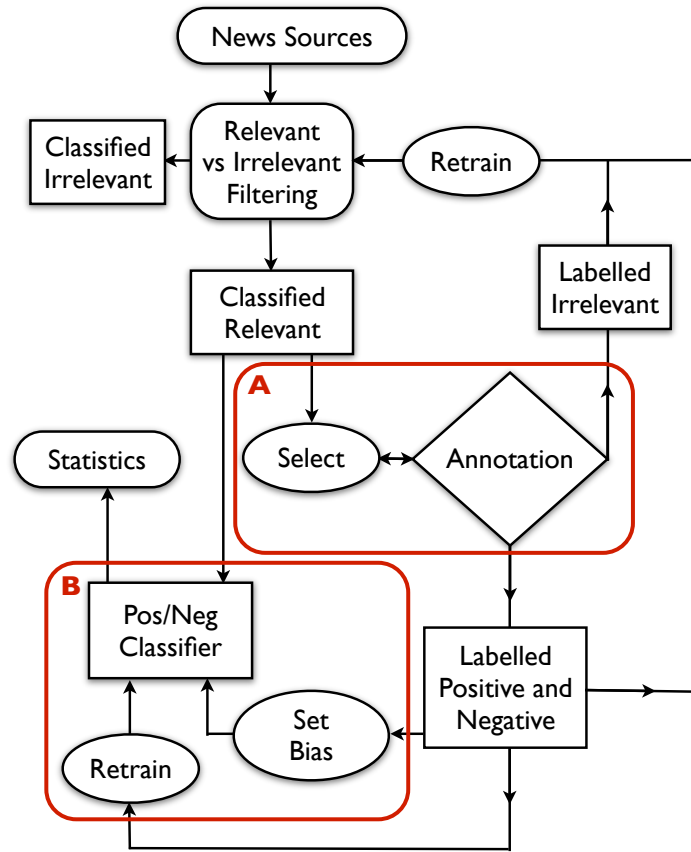 News Sources
Classified
Irrelevant
Relevant
vs Irrelevant
Filtering
Retrain
Labelled
Irrelevant
Classified
Relevant
A
Select
Annotation
Statistics
B
Pos/Neg
Classifier
Labelled
Positive and
Negative
Set
Bias
Retrain